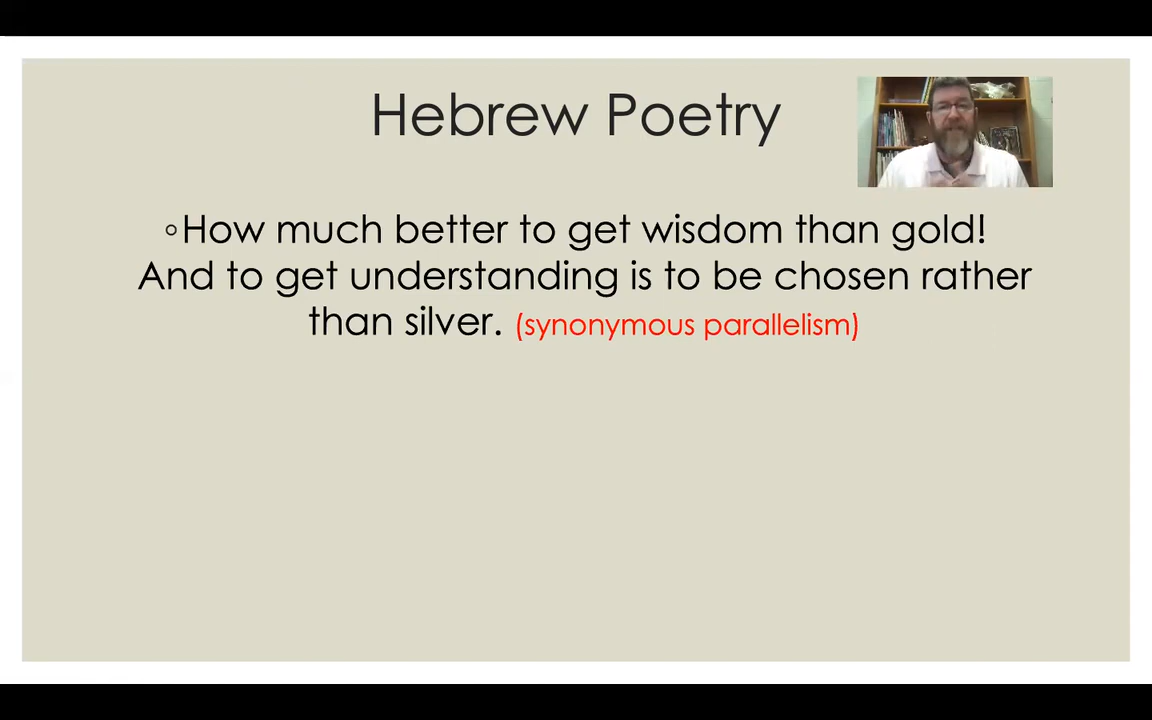 Hebrew Poetry
◦How much better to get wisdom than gold!
And to get understanding is to be chosen rather
than silver. (synonymous parallelism)